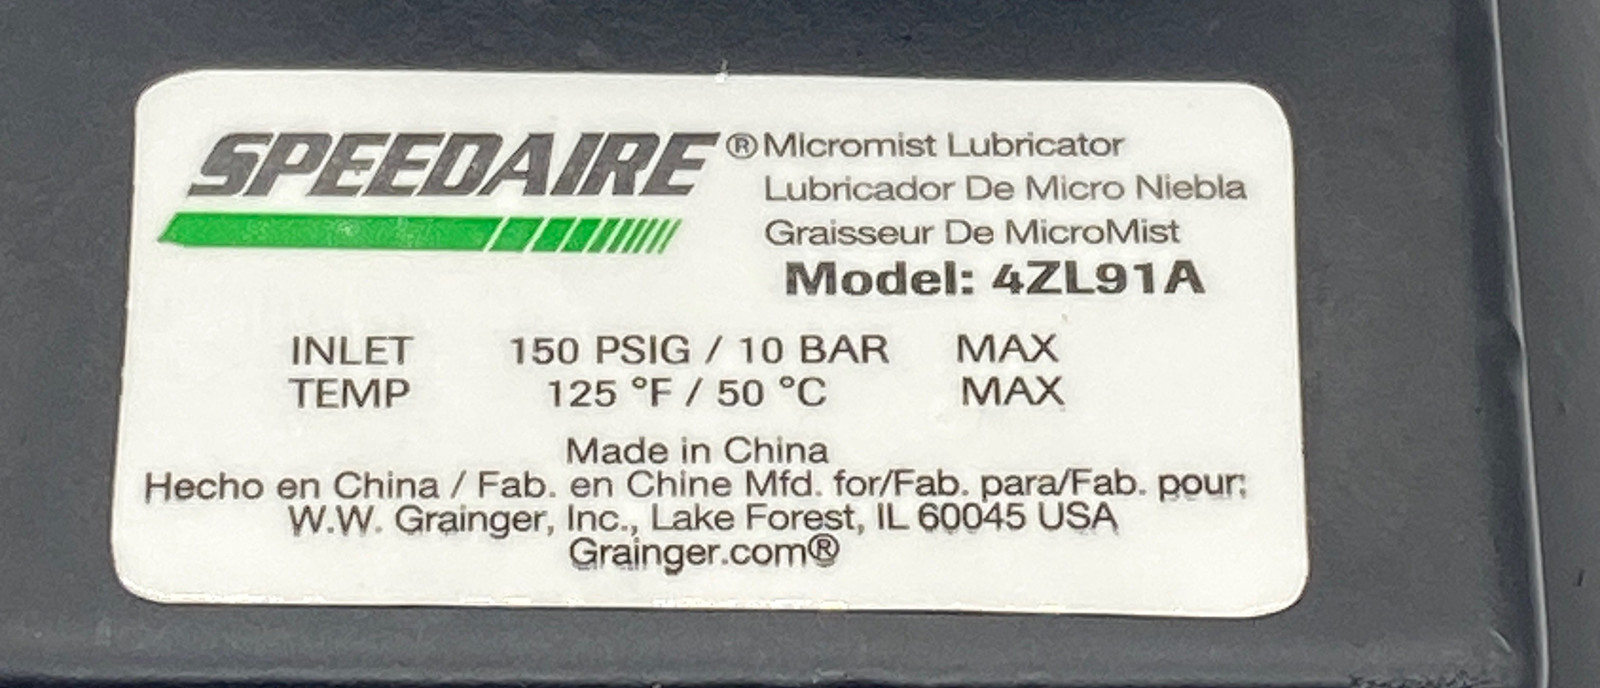 SPEEDAIRE® Micromist Lubricator
Lubricador De Micro Niebla
Graisseur De MicroMist
Model: 4ZL91A
INLET 150 PSIG / 10 BAR MAX
TEMP 125 °F / 50 °C MAX
Made in China
Hecho en China / Fab. en Chine Mfd. for/Fab. para/Fab. pour:
W.W. Grainger, Inc., Lake Forest, IL 60045 USA
Grainger.com®